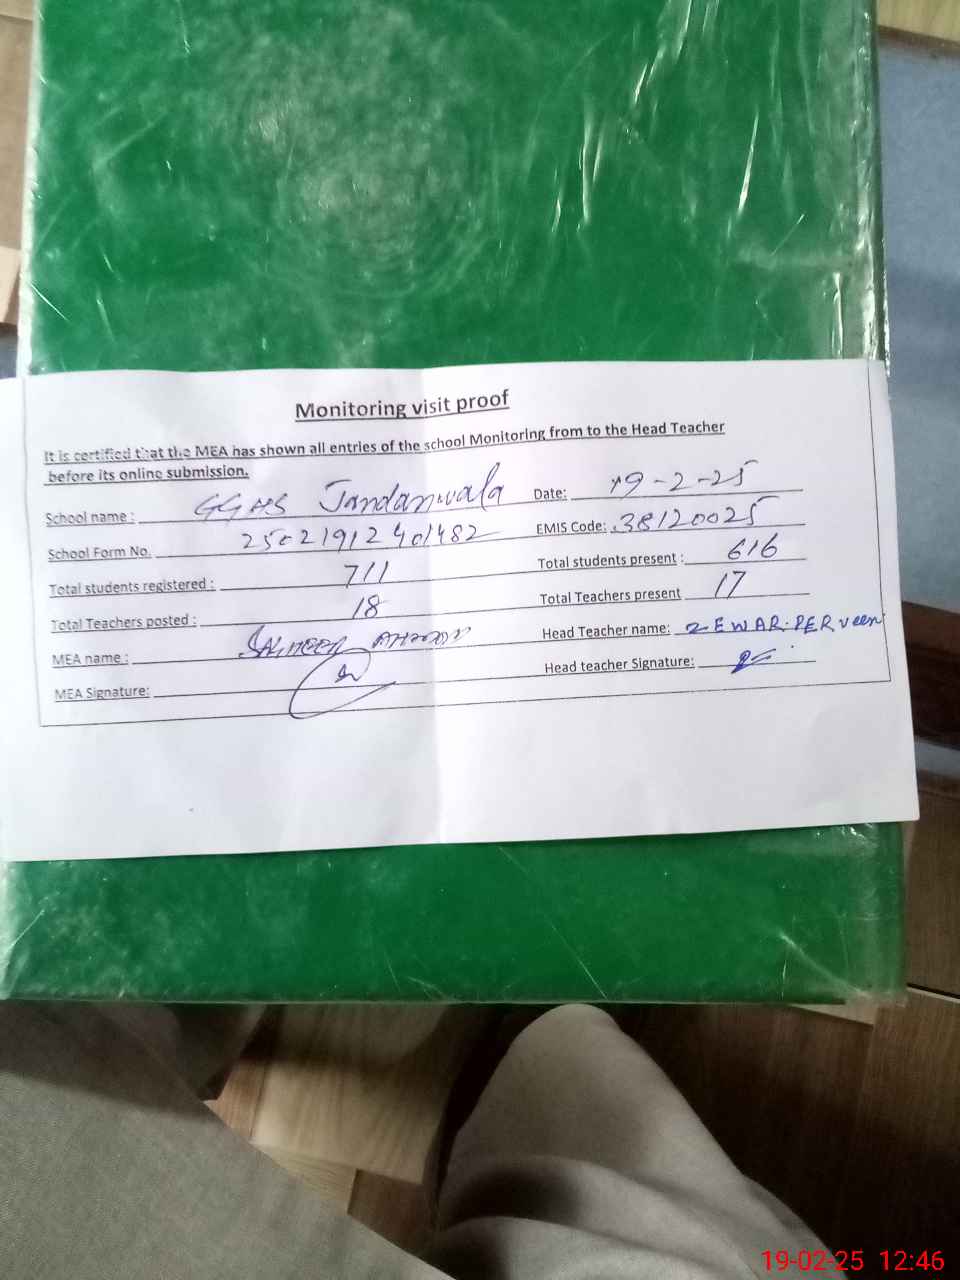 Monitoring visit proof
It is certified that the MEA has shown all entries of the school Monitoring from to the Head Teacher
before its online submission.
School name : GGHS Jandanwala Date: 19-2-25
School Form No. 25021912401482 EMIS Code: 38120025
Total students registered : 711 Total students present : 616
Total Teachers posted : 18 Total Teachers present 17
MEA name : Head Teacher name: ZEWAR PERveen
MEA Signature: Head teacher Signature:
19-02-25 12:46